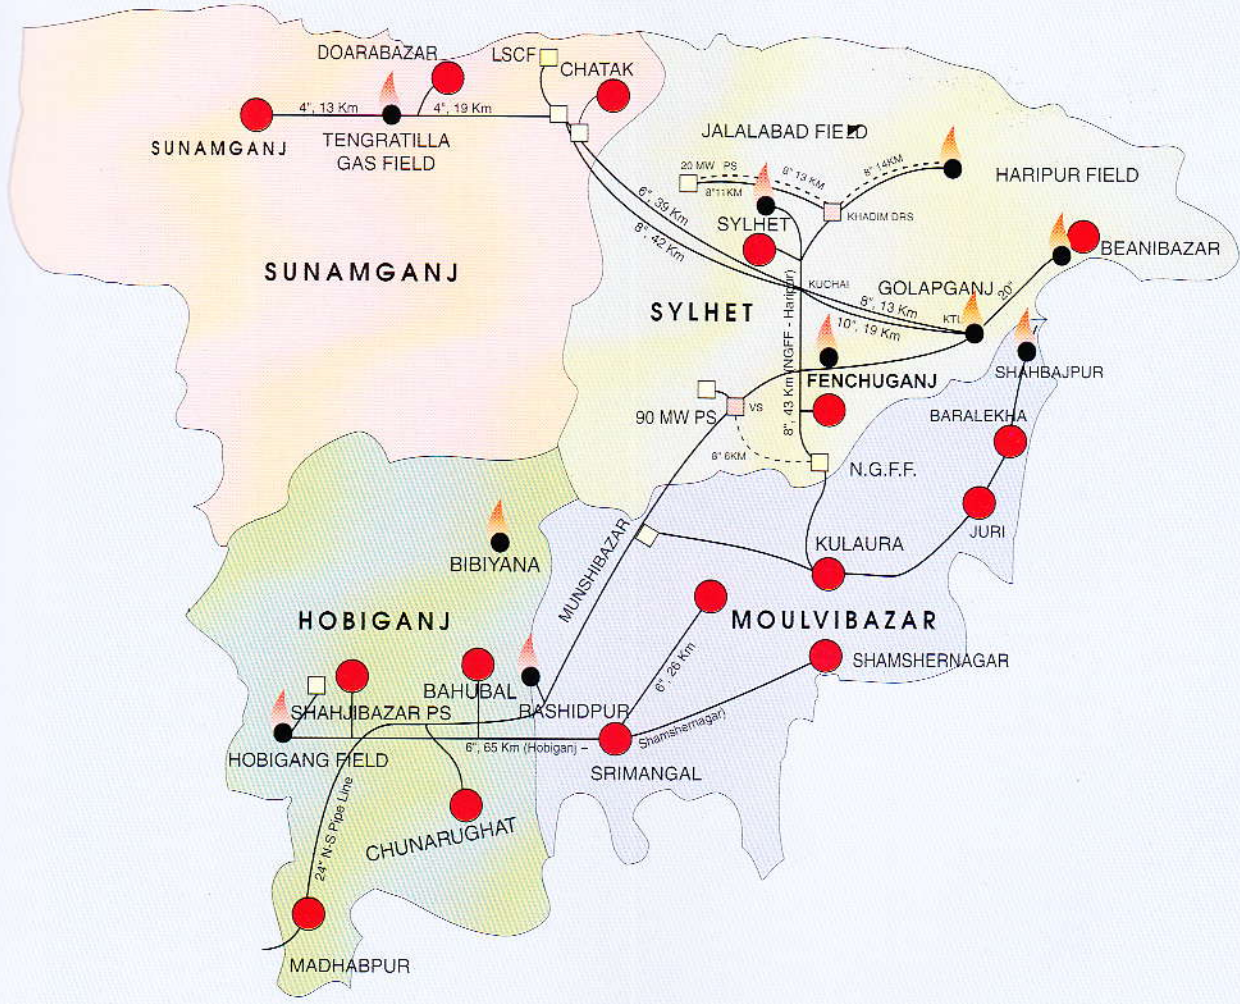 DOARABAZAR
LSCF
CHATAK
4", 13 Km
4", 19 Km
SUNAMGANJ
TENGRATILLA
GAS FIELD
JALALABAD FIELD
20 MW PS
8" 13 KM
8" 14KM
8"11KM
HARIPUR FIELD
KHADIM DRS
SYLHET
6", 39 Km
8", 42 Km
BEANIBAZAR
SUNAMGANJ
KUCHAI
GOLAPGANJ
20"
SYLHET
8", 13 Km
KTL
10", 19 Km
8", 43 Km (NGFF - Haripur)
FENCHUGANJ
SHAHBAJPUR
90 MW PS
VS
BARALEKHA
8" 6KM
N.G.F.F.
MUNSHIBAZAR
KULAURA
JURI
BIBIYANA
HOBIGANJ
MOULVIBAZAR
6", 26 Km
SHAMSHERNAGAR
BAHUBAL
SHAHJIBAZAR PS
RASHIDPUR
HOBIGANG FIELD
6", 65 Km (Hobiganj –
Shamshernagar)
SRIMANGAL
24" N-S Pipe Line
CHUNARUGHAT
MADHABPUR